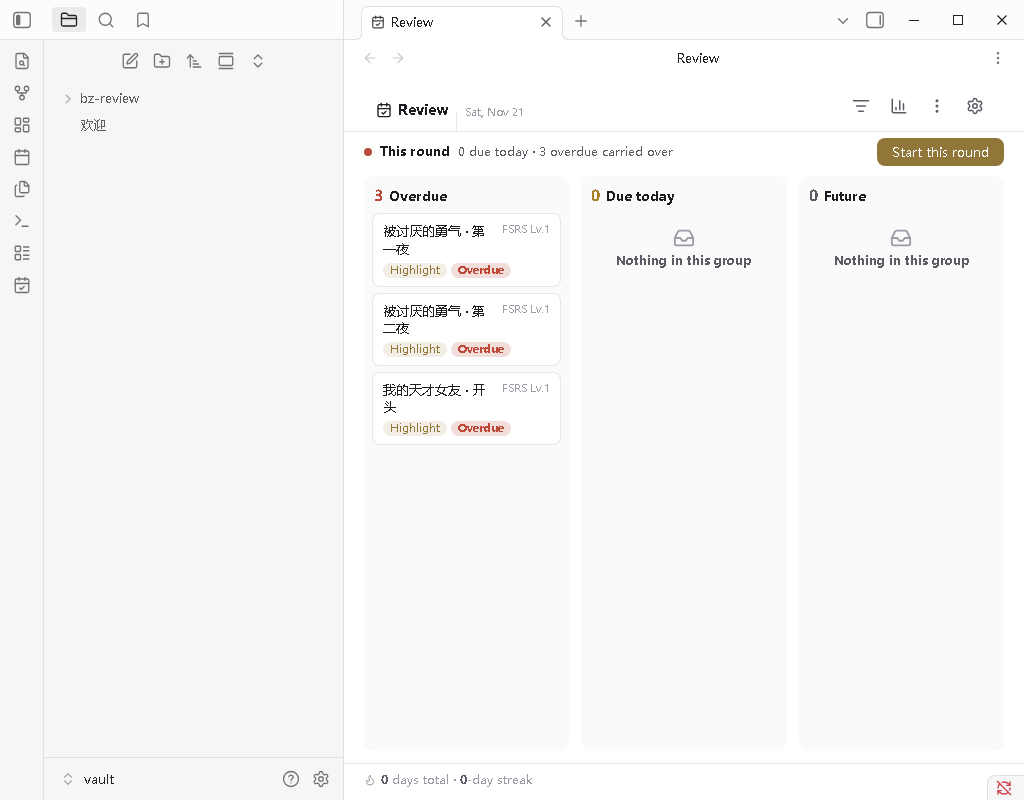 Review
Review
bz-review
欢迎
Review
Sat, Nov 21
This round 0 due today · 3 overdue carried over
Start this round
3 Overdue
被讨厌的勇气 · 第
一夜
FSRS Lv.1
Highlight Overdue
被讨厌的勇气 · 第
二夜
FSRS Lv.1
Highlight Overdue
我的天才女友 · 开
头
FSRS Lv.1
Highlight Overdue
0 Due today
Nothing in this group
0 Future
Nothing in this group
vault
0 days total · 0-day streak